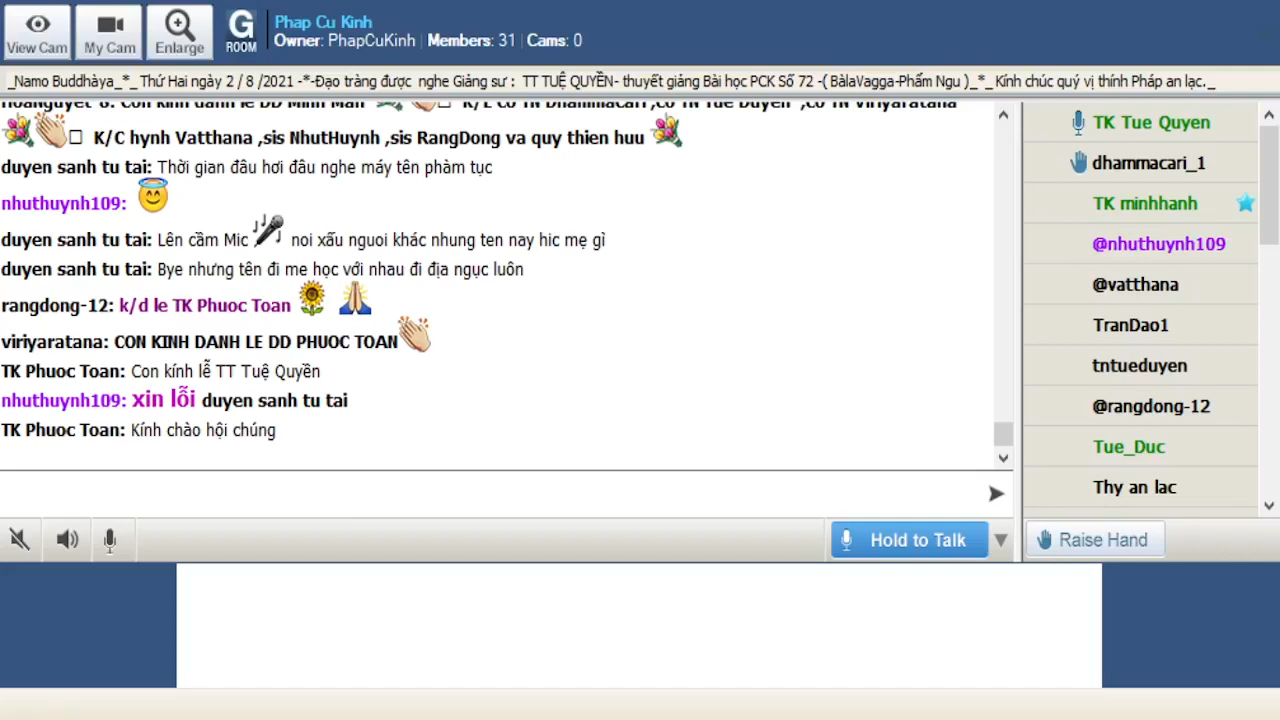 View Cam
My Cam
Enlarge
G
ROOM
Phap Cu Kinh
Owner: PhapCuKinh | Members: 31 | Cams: 0
_Namo Buddhàya_*_ Thứ Hai ngày 2 / 8 /2021 -*-Đạo tràng được nghe Giảng sư : TT TUỆ QUYỀN- thuyết giảng Bài học PCK Số 72 -( BàlaVagga-Phẩm Ngu )_*_ Kính chúc quý vị thính Pháp an lạc._
K/C hynh Vatthana ,sis NhutHuynh ,sis RangDong va quy thien huu
duyen sanh tu tai: Thời gian đâu hơi đâu nghe máy tên phàm tục
nhuthuynh109:
duyen sanh tu tai: Lên cầm Mic noi xấu nguoi khác nhung ten nay hic mẹ gì
duyen sanh tu tai: Bye nhưng tên đi me học với nhau đi địa ngục luôn
rangdong-12: k/d le TK Phuoc Toan
viriyaratana: CON KINH DANH LE DD PHUOC TOAN
TK Phuoc Toan: Con kính lễ TT Tuệ Quyền
nhuthuynh109: xin lỗi duyen sanh tu tai
TK Phuoc Toan: Kính chào hội chúng
TK Tue Quyen
dhammacari_1
TK minhhanh
@nhuthuynh109
@vatthana
TranDao1
tntueduyen
@rangdong-12
Tue_Duc
Thy an lac
Hold to Talk
Raise Hand